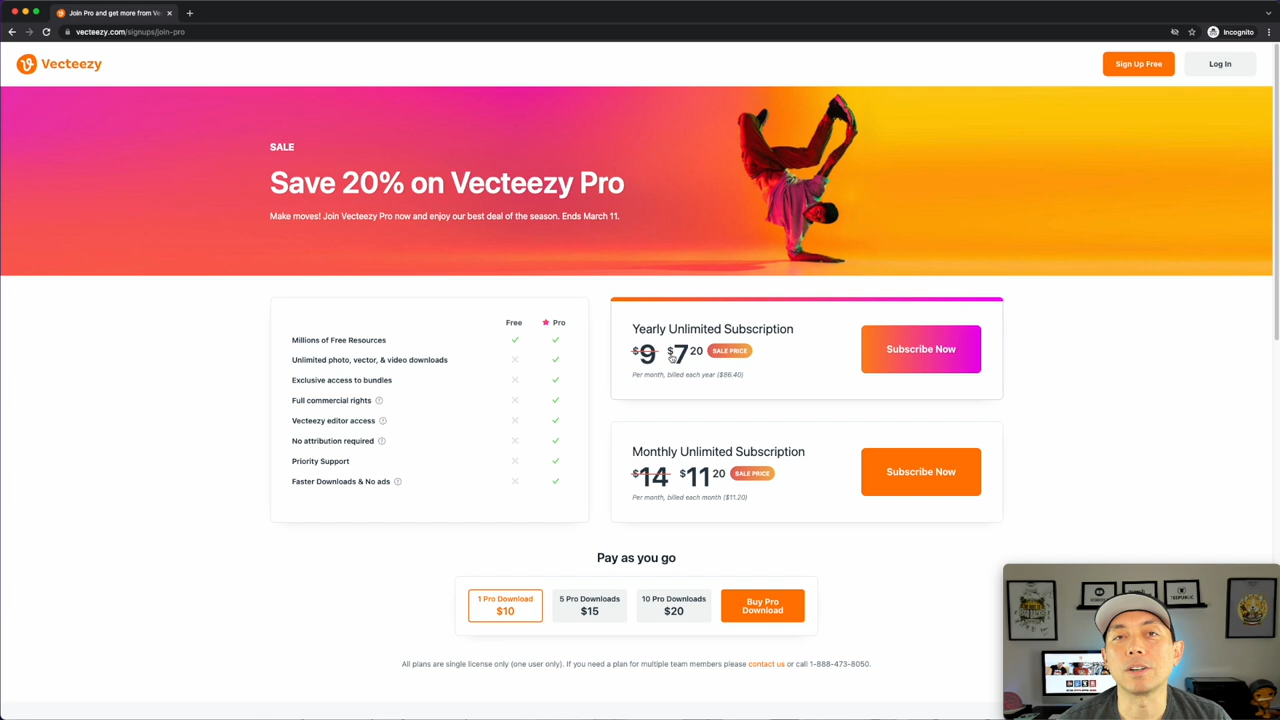 Join Pro and get more from Ve
vecteezy.com/signups/join-pro
Incognito
Vecteezy
Sign Up Free
Log In
SALE
Save 20% on Vecteezy Pro
Make moves! Join Vecteezy Pro now and enjoy our best deal of the season. Ends March 11.
Free Pro
Millions of Free Resources
Unlimited photo, vector, & video downloads
Exclusive access to bundles
Full commercial rights ?
Vecteezy editor access ?
No attribution required ?
Priority Support
Faster Downloads & No ads ?
Yearly Unlimited Subscription
$9 $7 20 SALE PRICE
Per month, billed each year ($86.40)
Subscribe Now
Monthly Unlimited Subscription
$14 $11 20 SALE PRICE
Per month, billed each month ($11.20)
Subscribe Now
Pay as you go
1 Pro Download
$10
5 Pro Downloads
$15
10 Pro Downloads
$20
Buy Pro
Download
All plans are single license only (one user only). If you need a plan for multiple team members please contact us or call 1-888-473-8050.